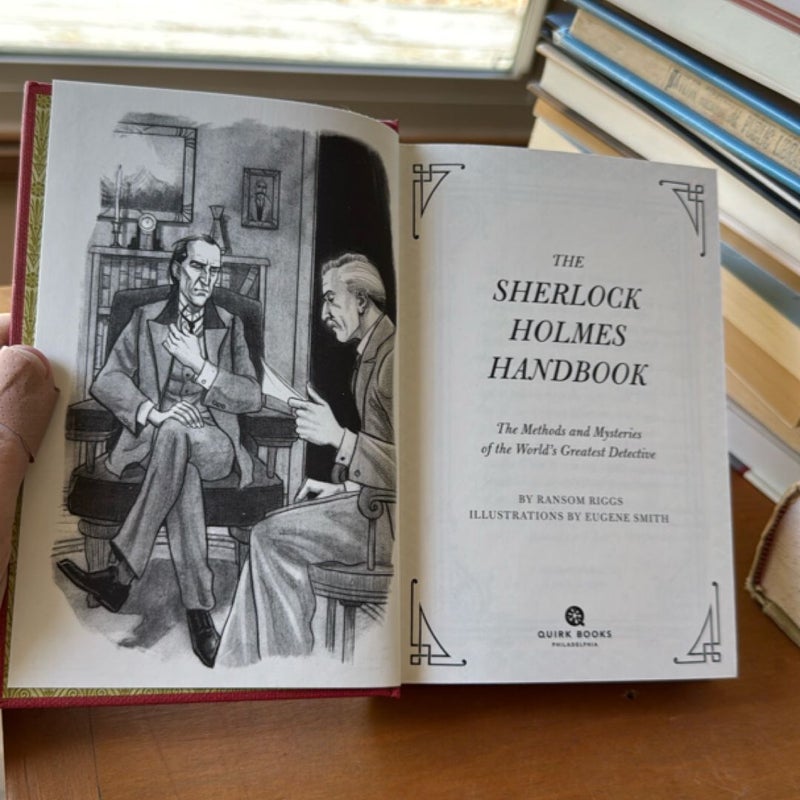 THE
SHERLOCK
HOLMES
HANDBOOK
The Methods and Mysteries
of the World's Greatest Detective
BY RANSOM RIGGS
ILLUSTRATIONS BY EUGENE SMITH
QUIRK BOOKS
PHILADELPHIA